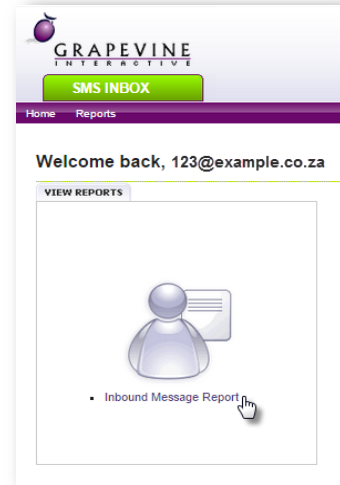 GRAPEVINE
INTERACTIVE
SMS INBOX
Home Reports
Welcome back, 123@example.co.za
VIEW REPORTS
Inbound Message Report